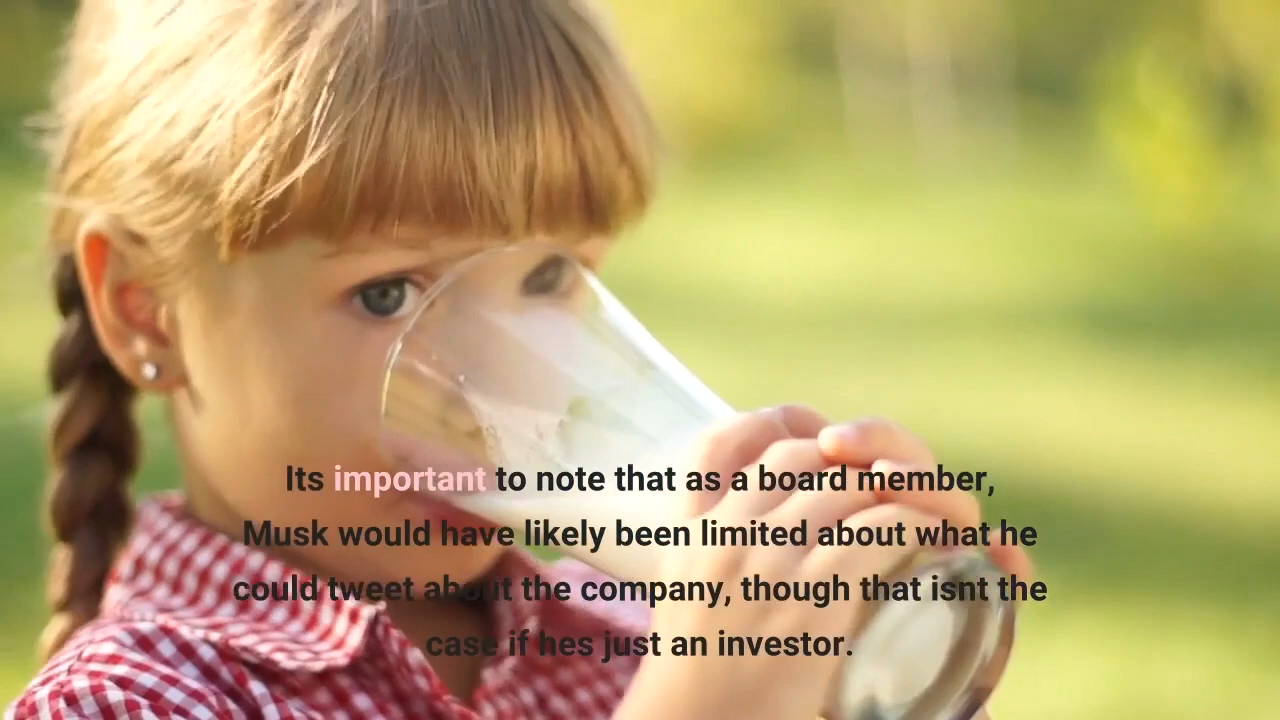 Its important to note that as a board member,
Musk would have likely been limited about what he
could tweet about the company, though that isnt the
case if hes just an investor.